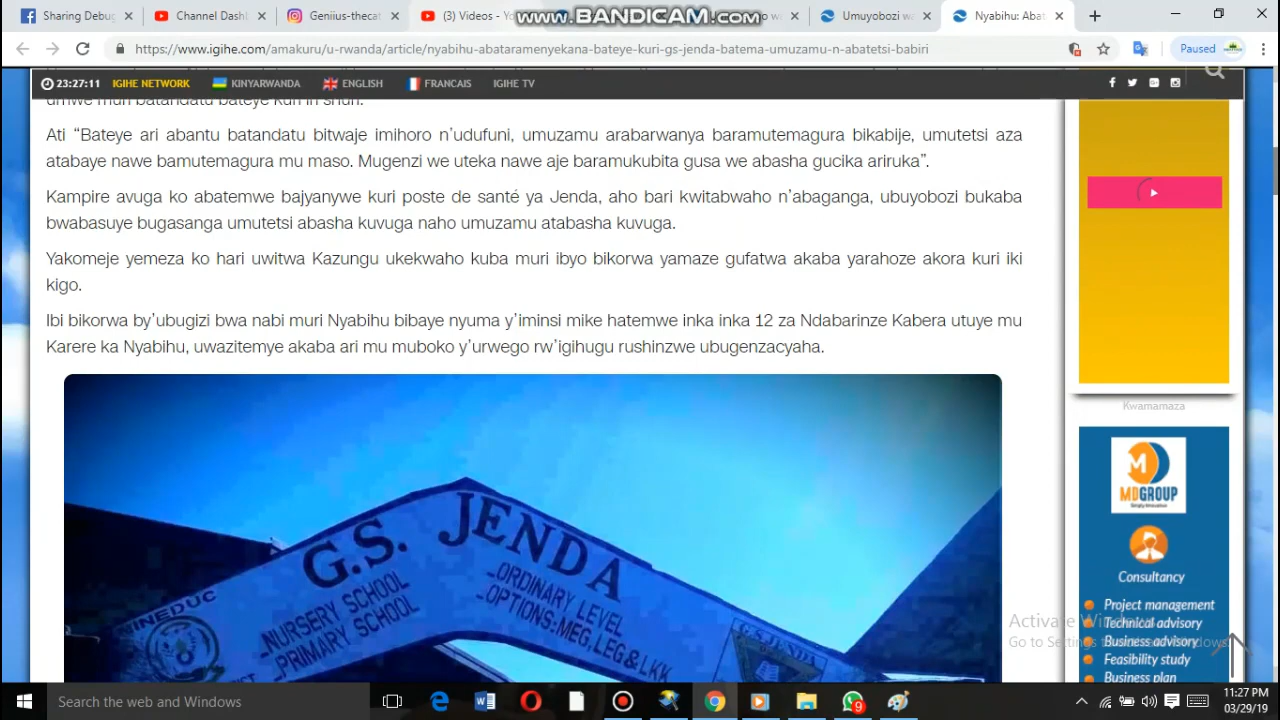 Sharing Debug
Channel Dash
Geniius-thecat
(3) Videos - Yo
www.BANDICAM.com
Umuyobozi wa
Nyabihu: Abat
https://www.igihe.com/amakuru/u-rwanda/article/nyabihu-abataramenyekana-bateye-kuri-gs-jenda-batema-umuzamu-n-abatetsi-babiri
Paused
23:27:11 IGIHE NETWORK KINYARWANDA ENGLISH FRANCAIS IGIHE TV
Ati “Bateye ari abantu batandatu bitwaje imihoro n’udufuni, umuzamu arabarwanya baramutemagura bikabije, umutetsi aza
atabaye nawe bamutemagura mu maso. Mugenzi we uteka nawe aje baramukubita gusa we abasha gucika ariruka”.
Kampire avuga ko abatemwe bajyanywe kuri poste de santé ya Jenda, aho bari kwitabwaho n’abaganga, ubuyobozi bukaba
bwabasuye bugasanga umutetsi abasha kuvuga naho umuzamu atabasha kuvuga.
Yakomeje yemeza ko hari uwitwa Kazungu ukekwaho kuba muri ibyo bikorwa yamaze gufatwa akaba yarahoze akora kuri iki
kigo.
Ibi bikorwa by’ubugizi bwa nabi muri Nyabihu bibaye nyuma y’iminsi mike hatemwe inka inka 12 za Ndabarinze Kabera utuye mu
Karere ka Nyabihu, uwazitemye akaba ari mu muboko y’urwego rw’igihugu rushinzwe ubugenzacyaha.
G.S. JENDA
NURSERY SCHOOL
PRIMARY SCHOOL
-ORDINARY LEVEL
-OPTIONS.MEG,LEG&LKK
MINEDUC
Kwamamaza
MDGROUP
Simply Innovative
Consultancy
Project management
Technical advisory
Business advisory
Feasibility study
Business plan
Activate Windows
Go to Settings to activate Windows.
Search the web and Windows
9
11:27 PM
03/29/19